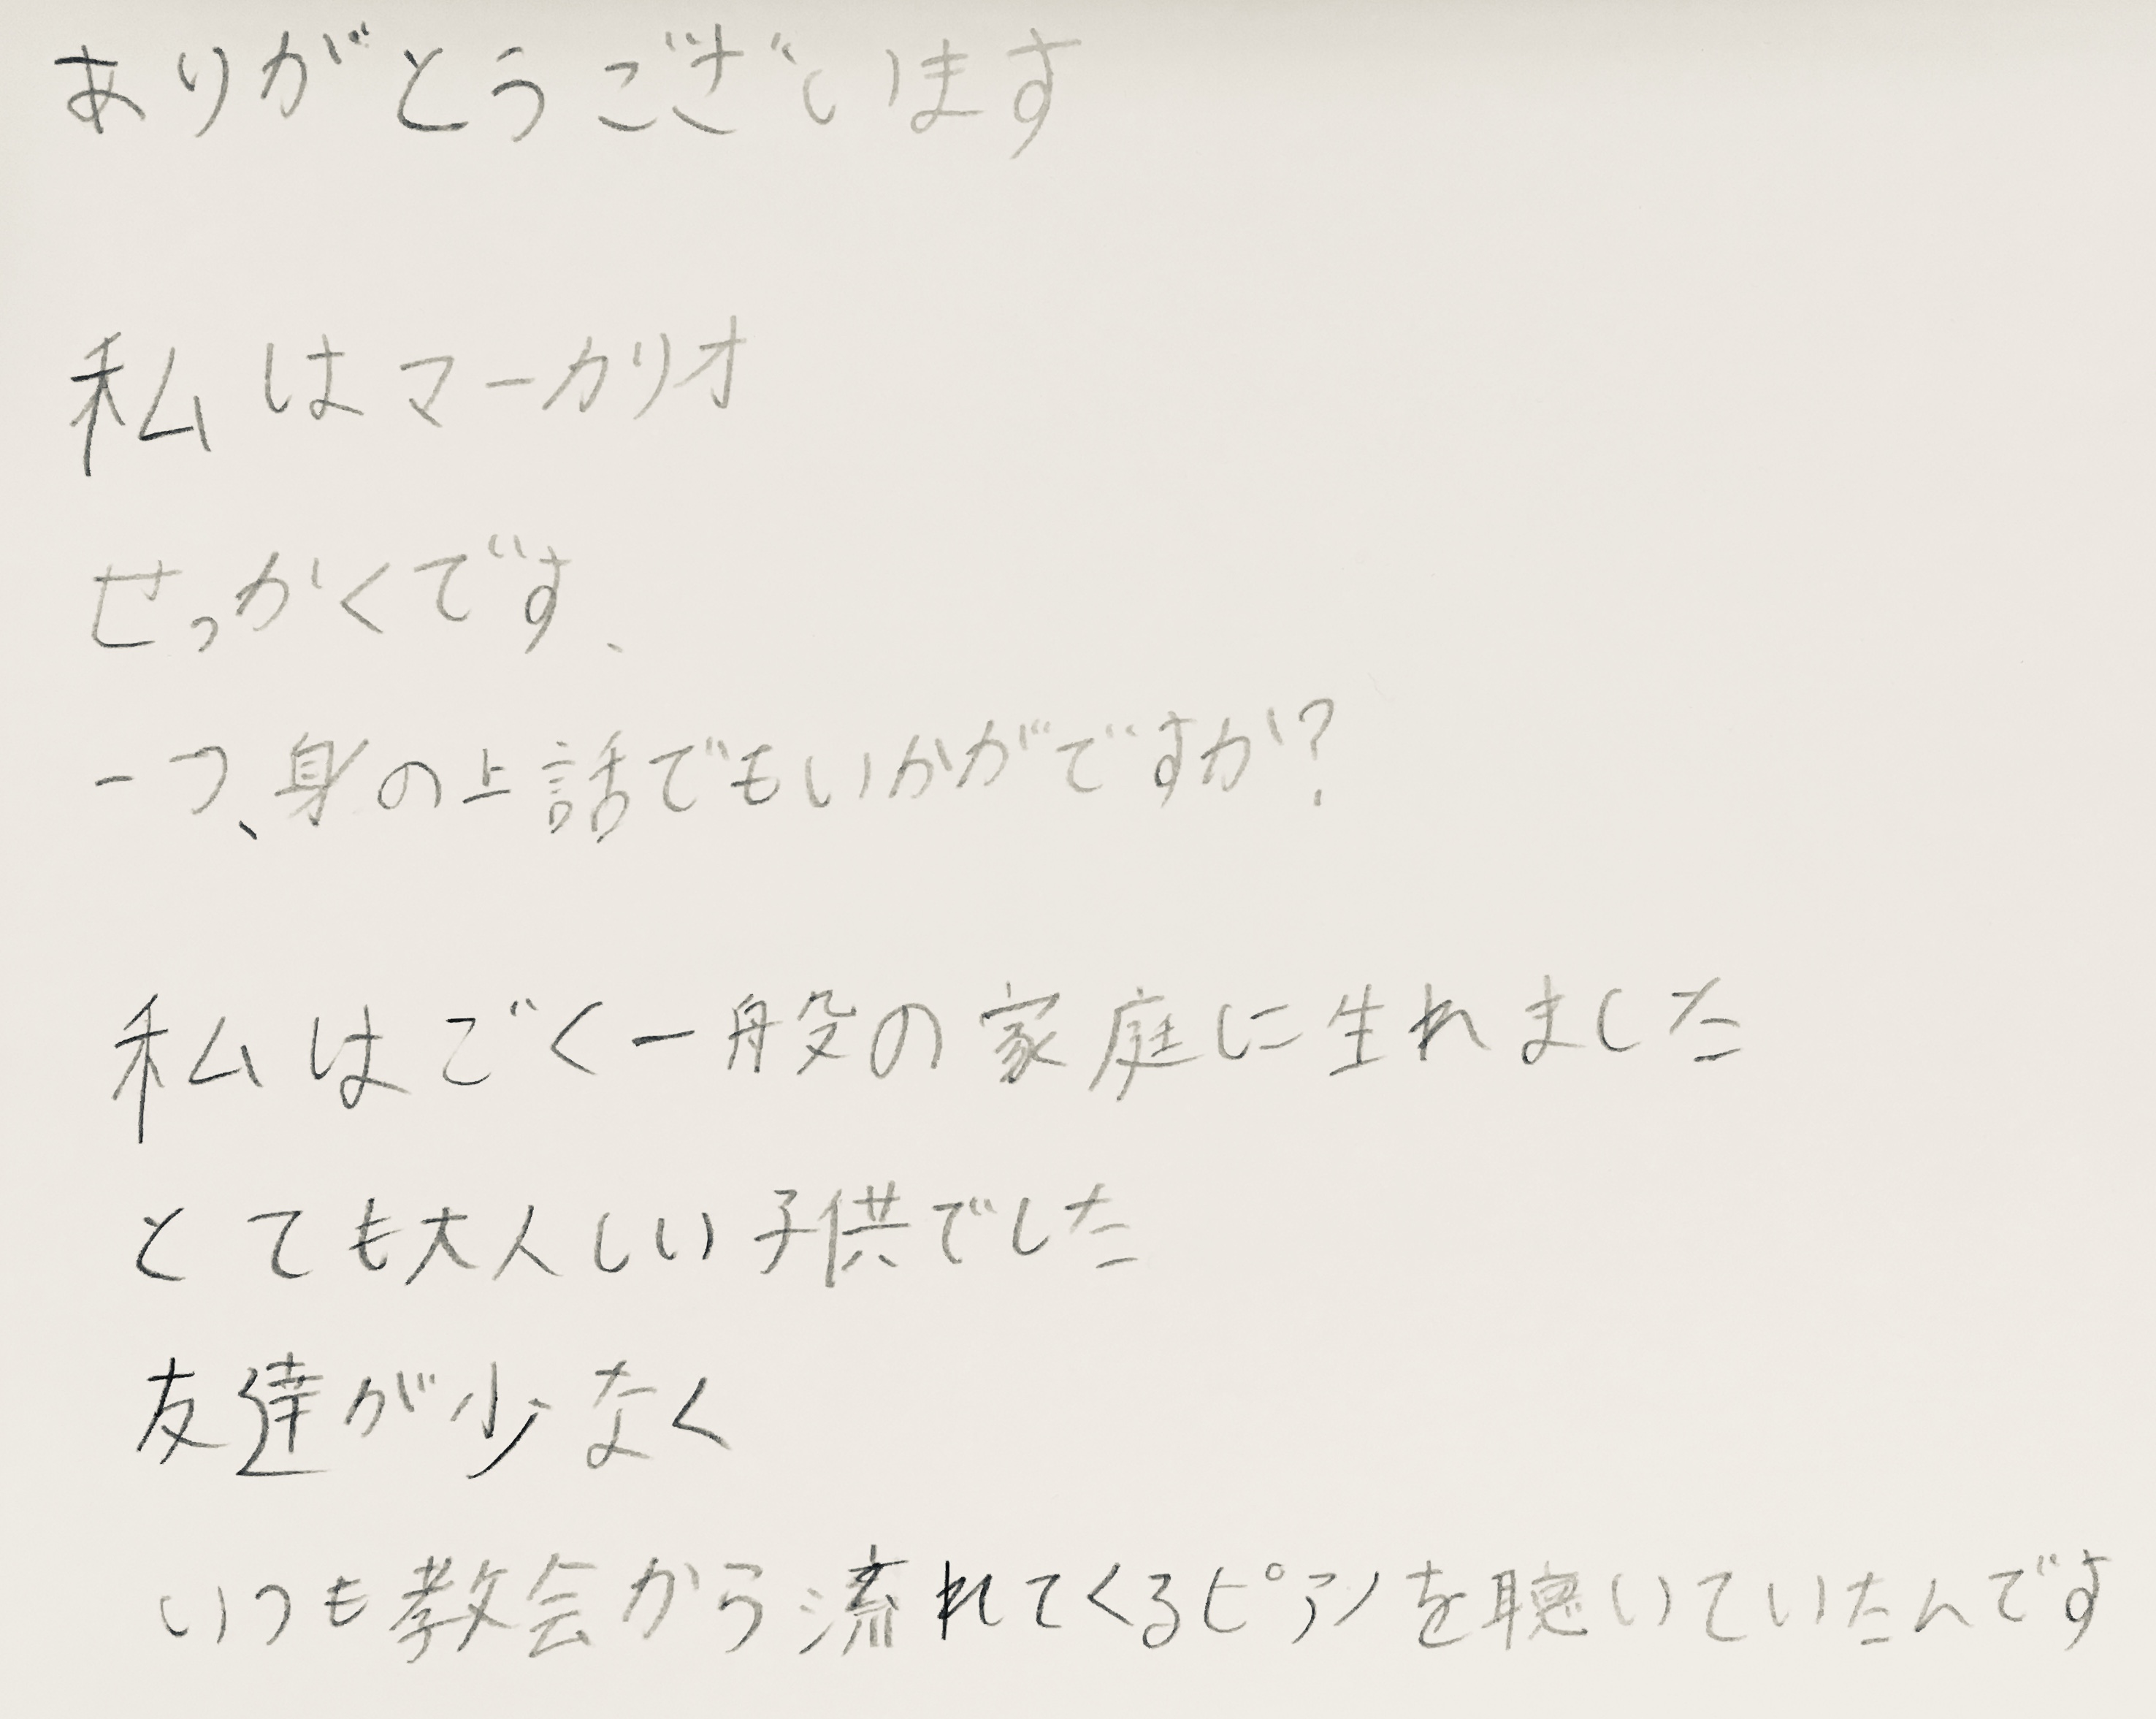 ありがとうございます
私はマーカリオ
せっかくです、
一つ、身の上話でもいかがですか?
私はごく一般の家庭に生れました
とても大人しい子供でした
友達が少なく
いつも教会から流れてくるピアノを聴いていたんです